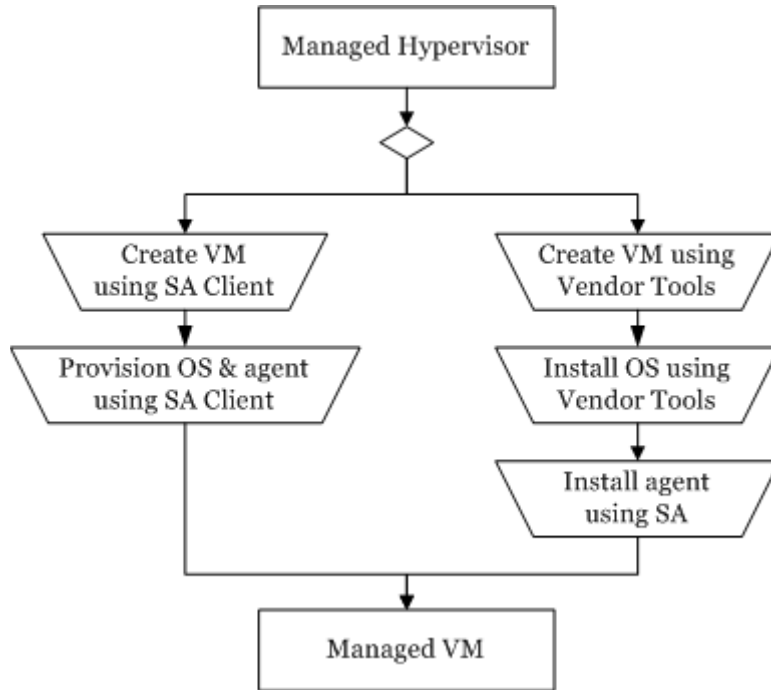 Managed Hypervisor
Create VM
using SA Client
Create VM using
Vendor Tools
Provision OS & agent
using SA Client
Install OS using
Vendor Tools
Install agent
using SA
Managed VM